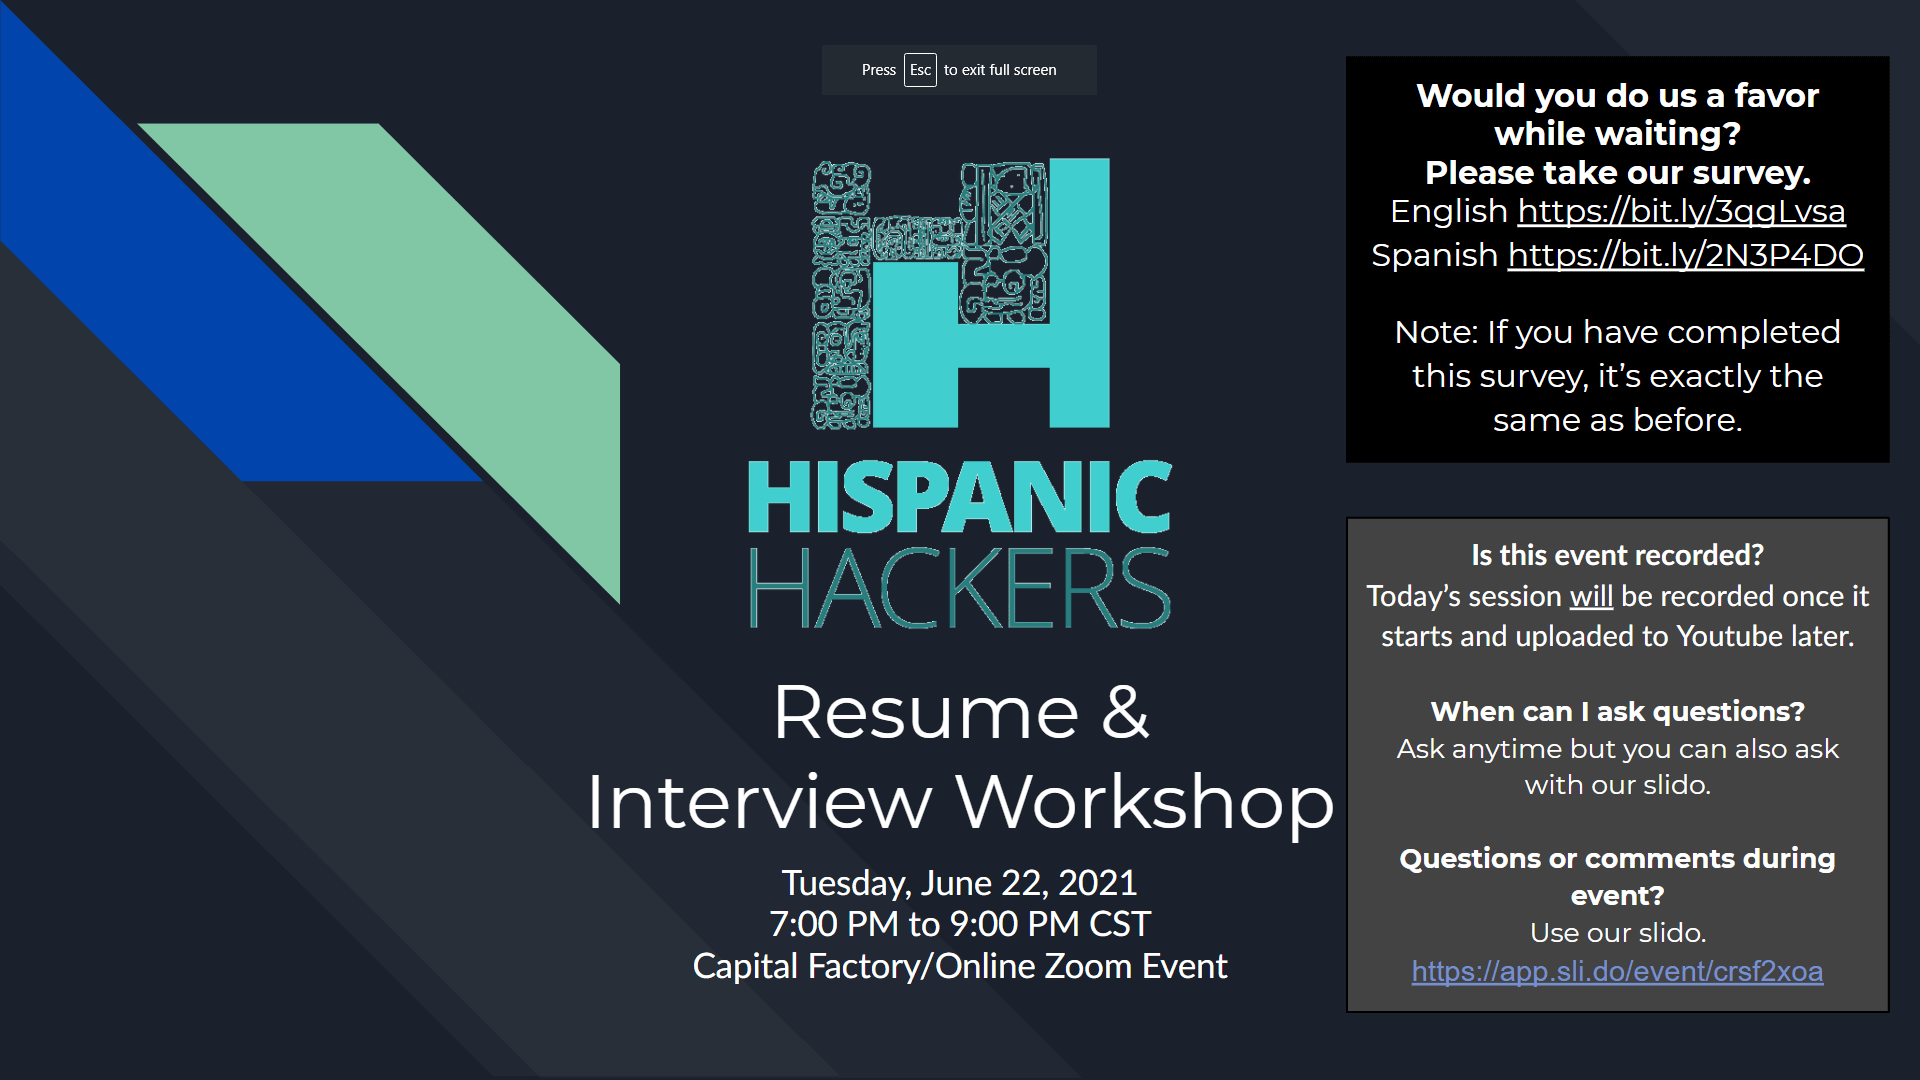 Press Esc to exit full screen
HISPANIC
HACKERS
Resume &
Interview Workshop
Tuesday, June 22, 2021
7:00 PM to 9:00 PM CST
Capital Factory/Online Zoom Event
Would you do us a favor
while waiting?
Please take our survey.
English https://bit.ly/3qgLvsa
Spanish https://bit.ly/2N3P4DO
Note: If you have completed
this survey, it’s exactly the
same as before.
Is this event recorded?
Today’s session will be recorded once it
starts and uploaded to Youtube later.
When can I ask questions?
Ask anytime but you can also ask
with our slido.
Questions or comments during
event?
Use our slido.
https://app.sli.do/event/crsf2xoa